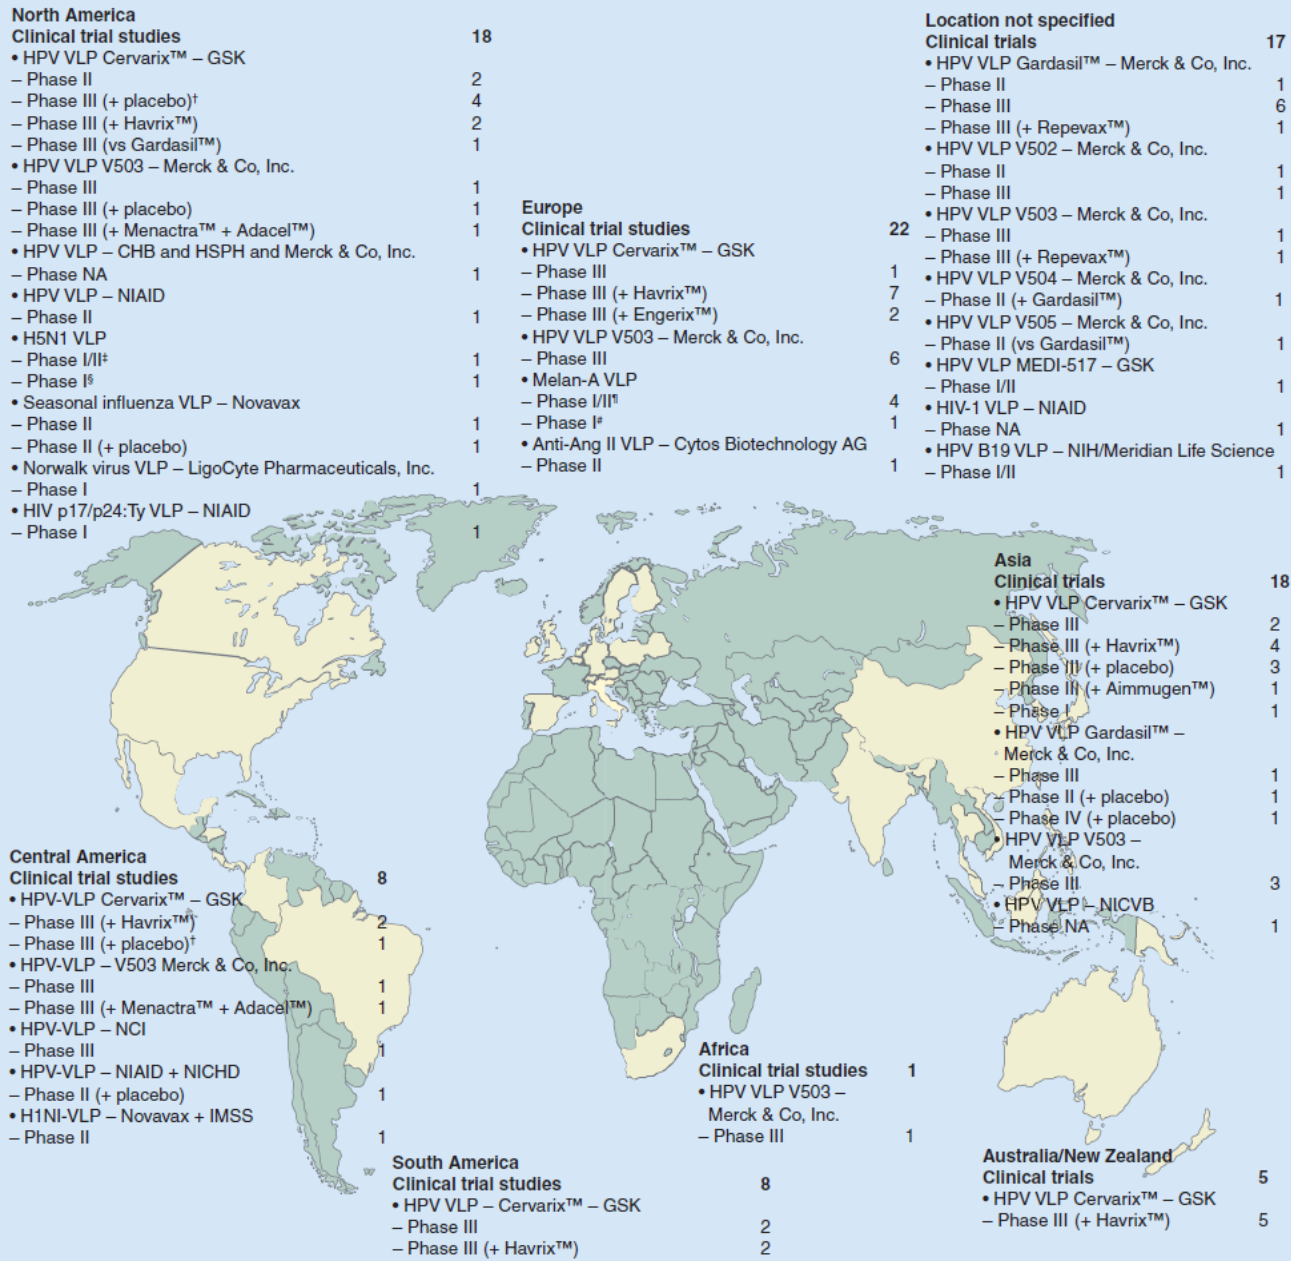 North America
Clinical trial studies 18
• HPV VLP Cervarix™ – GSK
– Phase II 2
– Phase III (+ placebo)† 4
– Phase III (+ Havrix™) 2
– Phase III (vs Gardasil™) 1
• HPV VLP V503 – Merck & Co, Inc.
– Phase III 1
– Phase III (+ placebo) 1
– Phase III (+ Menactra™ + Adacel™) 1
• HPV VLP – CHB and HSPH and Merck & Co, Inc.
– Phase NA 1
• HPV VLP – NIAID
– Phase II 1
• H5N1 VLP
– Phase I/II‡ 1
– Phase I§ 1
• Seasonal influenza VLP – Novavax
– Phase II 1
– Phase II (+ placebo) 1
• Norwalk virus VLP – LigoCyte Pharmaceuticals, Inc.
– Phase I 1
• HIV p17/p24:Ty VLP – NIAID
– Phase I 1
Europe
Clinical trial studies 22
• HPV VLP Cervarix™ – GSK
– Phase III 1
– Phase III (+ Havrix™) 7
– Phase III (+ Engerix™) 2
• HPV VLP V503 – Merck & Co, Inc.
– Phase III 6
• Melan-A VLP
– Phase I/II¶ 4
– Phase I# 1
• Anti-Ang II VLP – Cytos Biotechnology AG
– Phase II 1
Location not specified
Clinical trials 17
• HPV VLP Gardasil™ – Merck & Co, Inc.
– Phase II 1
– Phase III 6
– Phase III (+ Repevax™) 1
• HPV VLP V502 – Merck & Co, Inc.
– Phase II 1
– Phase III 1
• HPV VLP V503 – Merck & Co, Inc.
– Phase III 1
– Phase III (+ Repevax™) 1
• HPV VLP V504 – Merck & Co, Inc.
– Phase II (+ Gardasil™) 1
• HPV VLP V505 – Merck & Co, Inc.
– Phase II (vs Gardasil™) 1
• HPV VLP MEDI-517 – GSK
– Phase I/II 1
• HIV-1 VLP – NIAID
– Phase NA 1
• HPV B19 VLP – NIH/Meridian Life Science
– Phase I/II 1
Asia
Clinical trials 18
• HPV VLP Cervarix™ – GSK
– Phase III 2
– Phase III (+ Havrix™) 4
– Phase III (+ placebo) 3
– Phase III (+ Aimmugen™) 1
– Phase I 1
• HPV VLP Gardasil™ –
Merck & Co, Inc.
– Phase III 1
– Phase II (+ placebo) 1
– Phase IV (+ placebo) 1
• HPV VLP V503 –
Merck & Co, Inc.
– Phase III 3
• HPV VLP – NICVB
– Phase NA 1
Central America
Clinical trial studies 8
• HPV-VLP Cervarix™ – GSK
– Phase III (+ Havrix™) 2
– Phase III (+ placebo)† 1
• HPV-VLP – V503 Merck & Co, Inc.
– Phase III 1
– Phase III (+ Menactra™ + Adacel™) 1
• HPV-VLP – NCI
– Phase III 1
• HPV-VLP – NIAID + NICHD
– Phase II (+ placebo) 1
• H1NI-VLP – Novavax + IMSS
– Phase II 1
South America
Clinical trial studies 8
• HPV VLP – Cervarix™ – GSK
– Phase III 2
– Phase III (+ Havrix™) 2
Africa
Clinical trial studies 1
• HPV VLP V503 –
Merck & Co, Inc.
– Phase III 1
Australia/New Zealand
Clinical trials 5
• HPV VLP Cervarix™ – GSK
– Phase III (+ Havrix™) 5